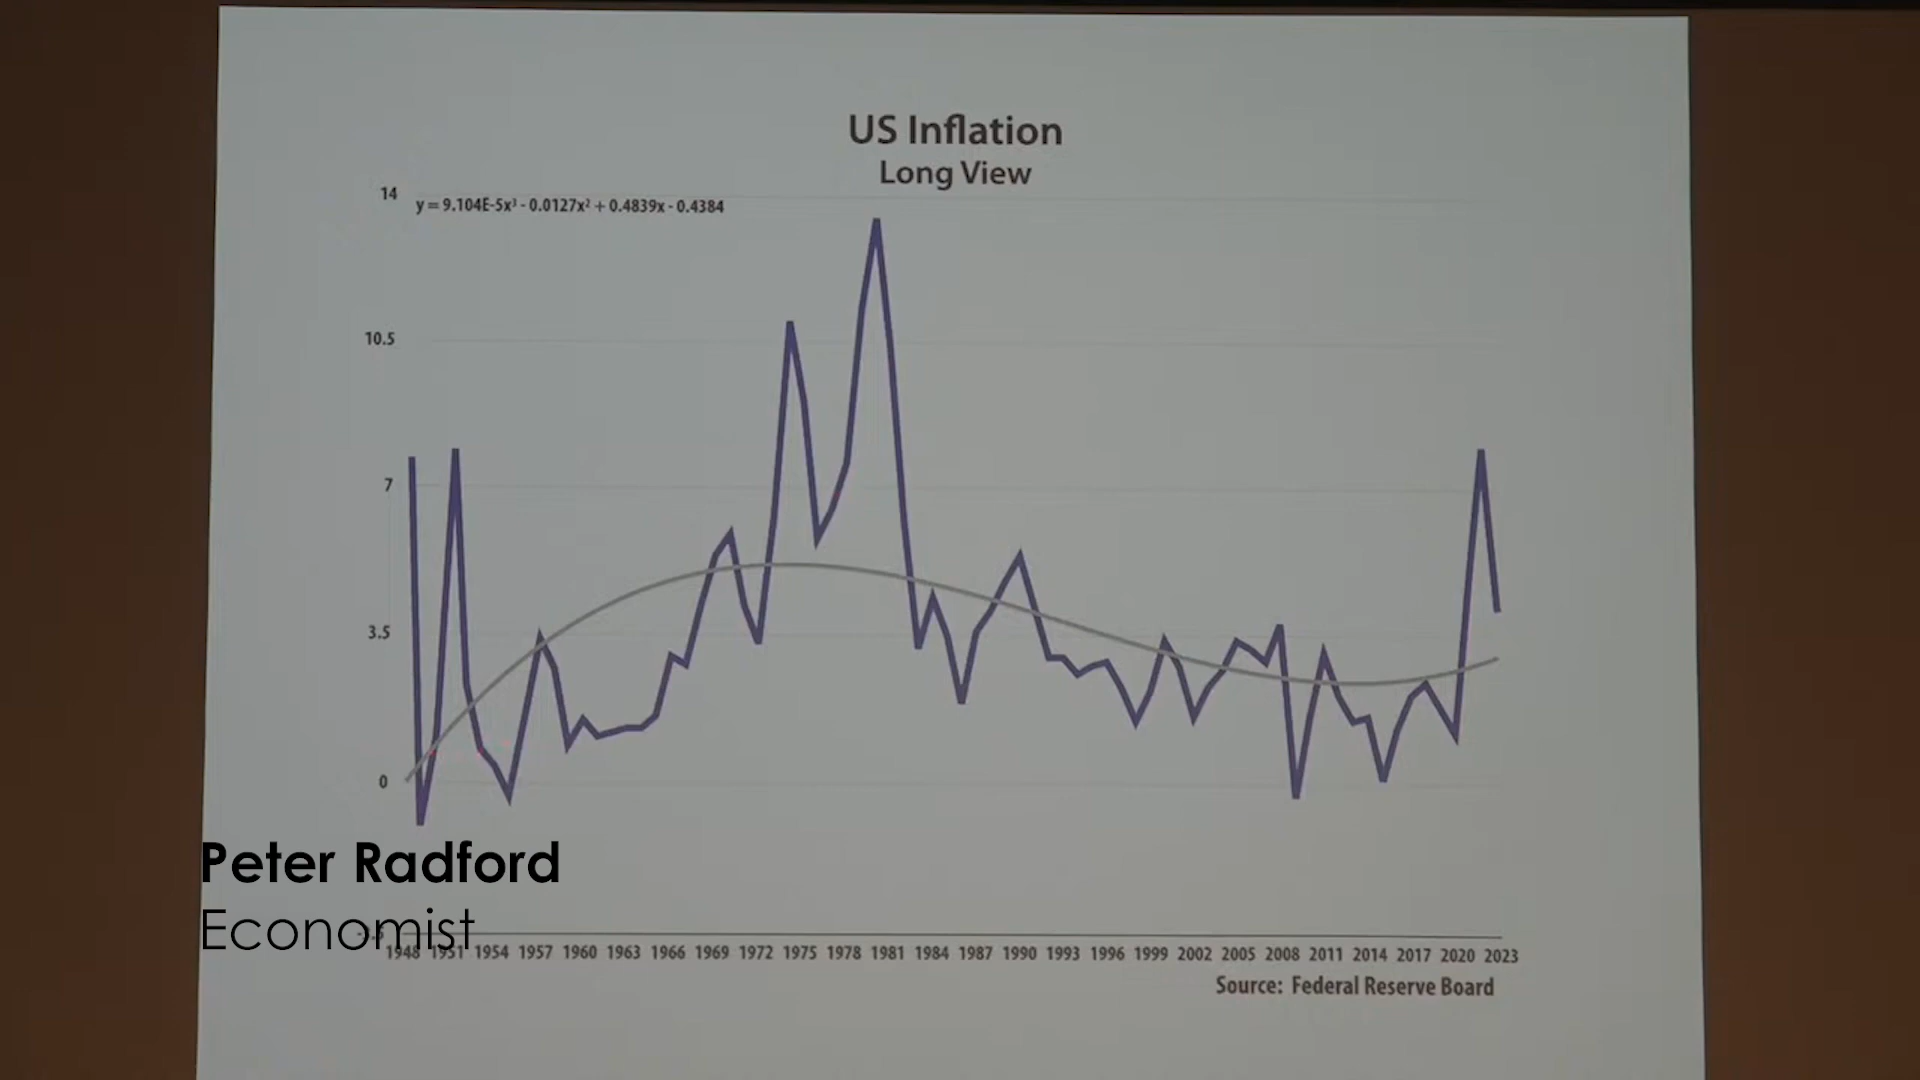 US Inflation
Long View
14
y = 9.104E-5x³ - 0.0127x² + 0.4839x - 0.4384
10.5
7
3.5
0
Peter Radford
Economist
1948 1951 1954 1957 1960 1963 1966 1969 1972 1975 1978 1981 1984 1987 1990 1993 1996 1999 2002 2005 2008 2011 2014 2017 2020 2023
Source: Federal Reserve Board